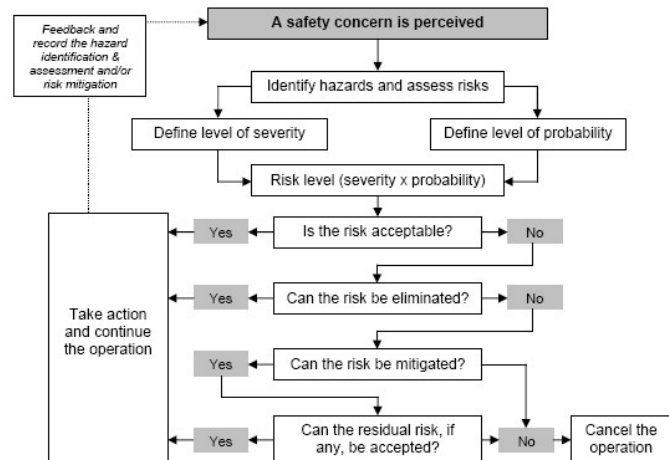 Feedback and
record the hazard
identification &
assessment and/or
risk mitigation
A safety concern is perceived
Identify hazards and assess risks
Define level of severity
Define level of probability
Risk level (severity x probability)
Yes
Is the risk acceptable?
No
Take action
and continue
the operation
Yes
Can the risk be eliminated?
No
Yes
Can the risk be mitigated?
Yes
Can the residual risk, if
any, be accepted?
No
Cancel the
operation